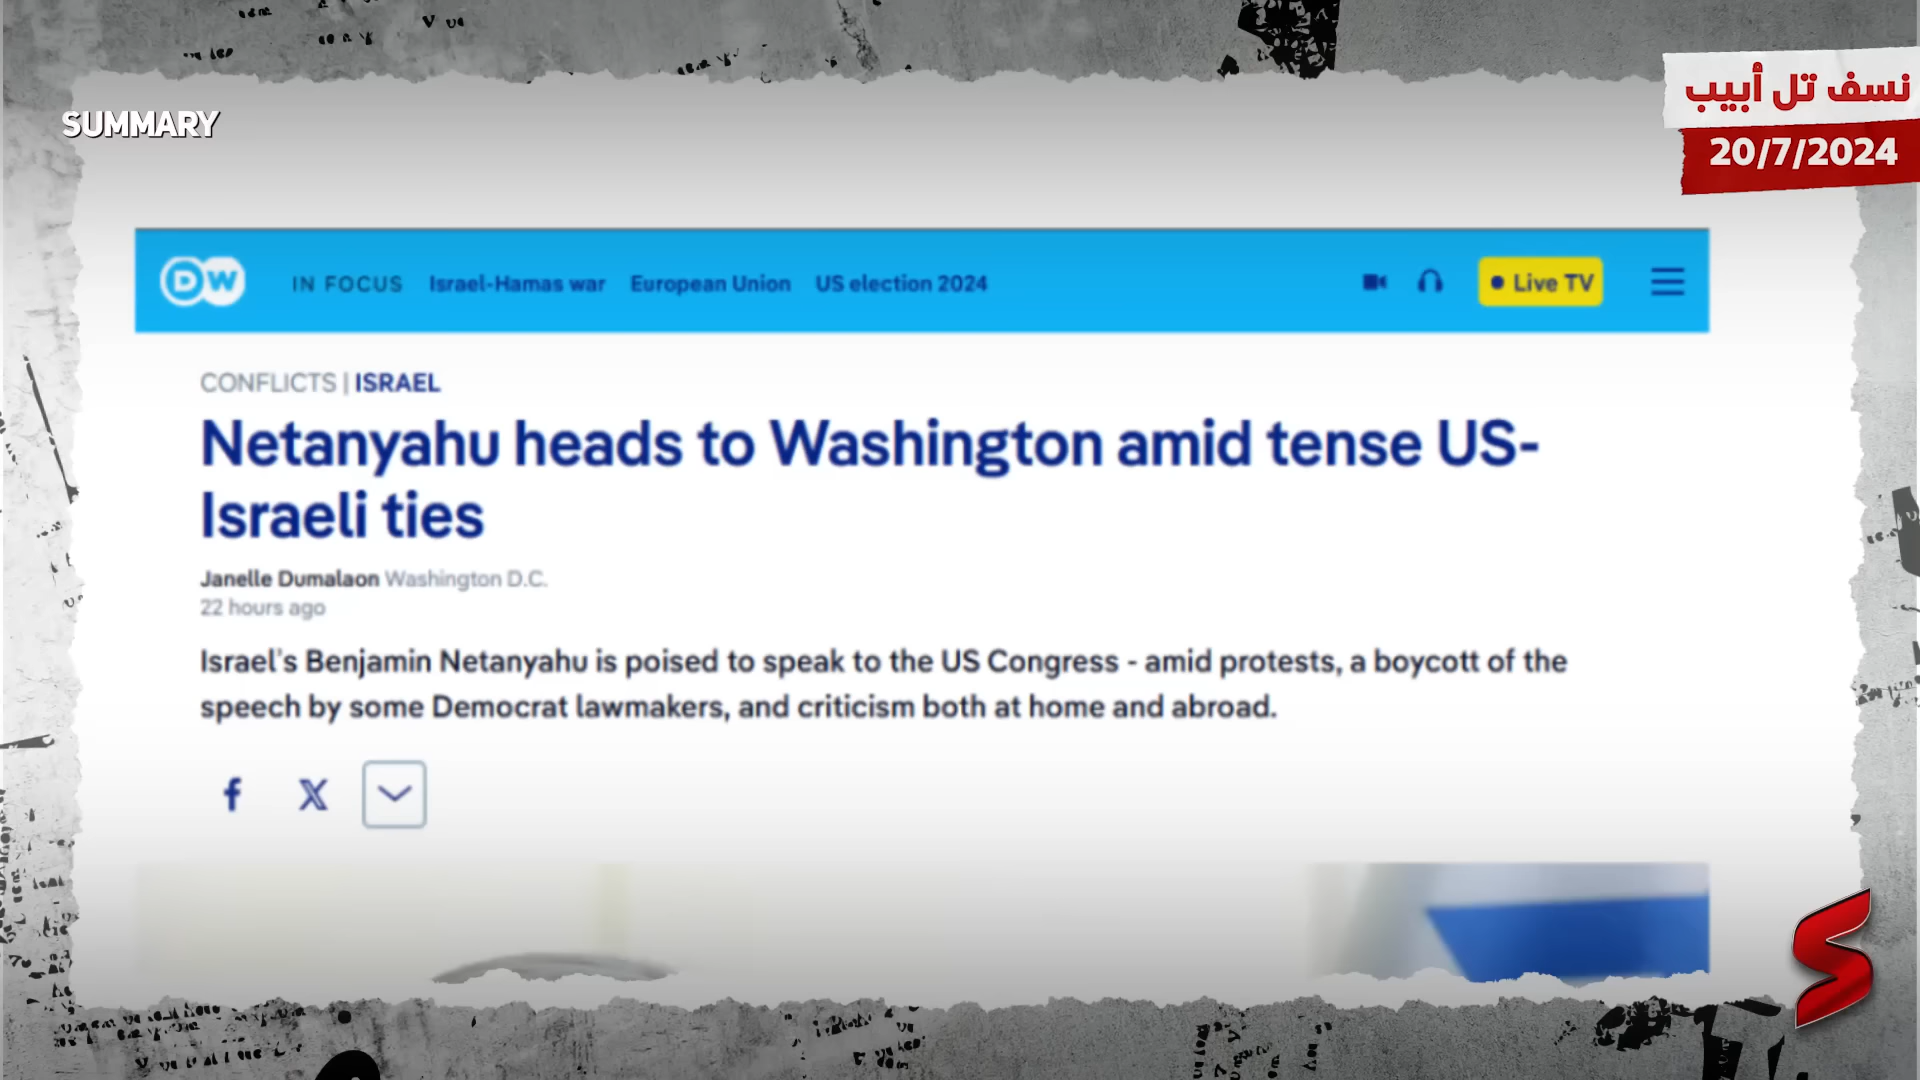 SUMMARY
نسف تل أبيب
20/7/2024
DW IN FOCUS Israel-Hamas war European Union US election 2024 Live TV
CONFLICTS | ISRAEL
Netanyahu heads to Washington amid tense US-
Israeli ties
Janelle Dumalaon Washington D.C.
22 hours ago
Israel's Benjamin Netanyahu is poised to speak to the US Congress - amid protests, a boycott of the
speech by some Democrat lawmakers, and criticism both at home and abroad.